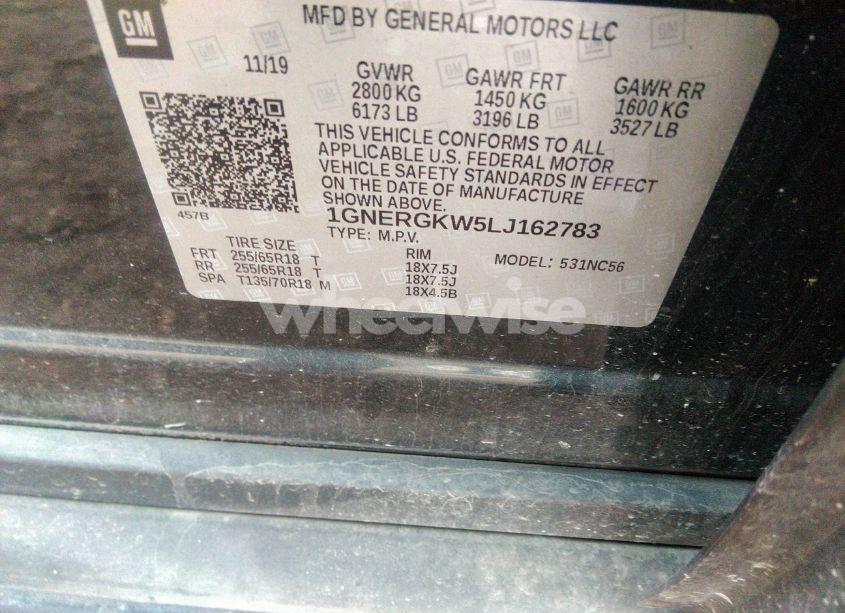 GM
MFD BY GENERAL MOTORS LLC
11/19
GVWR
2800 KG
6173 LB
GAWR FRT
1450 KG
3196 LB
GAWR RR
1600 KG
3527 LB
THIS VEHICLE CONFORMS TO ALL
APPLICABLE U.S. FEDERAL MOTOR
VEHICLE SAFETY STANDARDS IN EFFECT
ON THE DATE OF MANUFACTURE
SHOWN ABOVE.
457B
1GNERGKW5LJ162783
TYPE: M.P.V.
MODEL: 531NC56
TIRE SIZE RIM
FRT 255/65R18 T 18X7.5J
RR 255/65R18 T 18X7.5J
SPA T135/70R18 M 18X4.5B
wheelwise